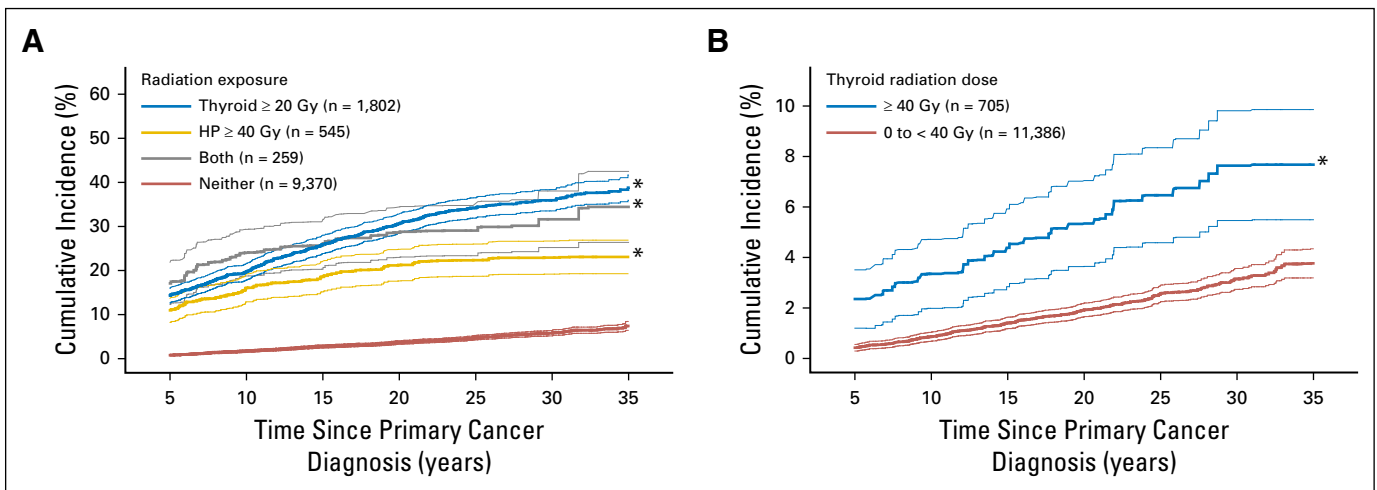 A
Cumulative Incidence (%)
60
50
40
30
20
10
0
Radiation exposure
Thyroid ≥ 20 Gy (n = 1,802)
HP ≥ 40 Gy (n = 545)
Both (n = 259)
Neither (n = 9,370)
*
*
*
5 10 15 20 25 30 35
Time Since Primary Cancer
Diagnosis (years)
B
Cumulative Incidence (%)
10
8
6
4
2
0
Thyroid radiation dose
≥ 40 Gy (n = 705)
0 to < 40 Gy (n = 11,386)
*
5 10 15 20 25 30 35
Time Since Primary Cancer
Diagnosis (years)